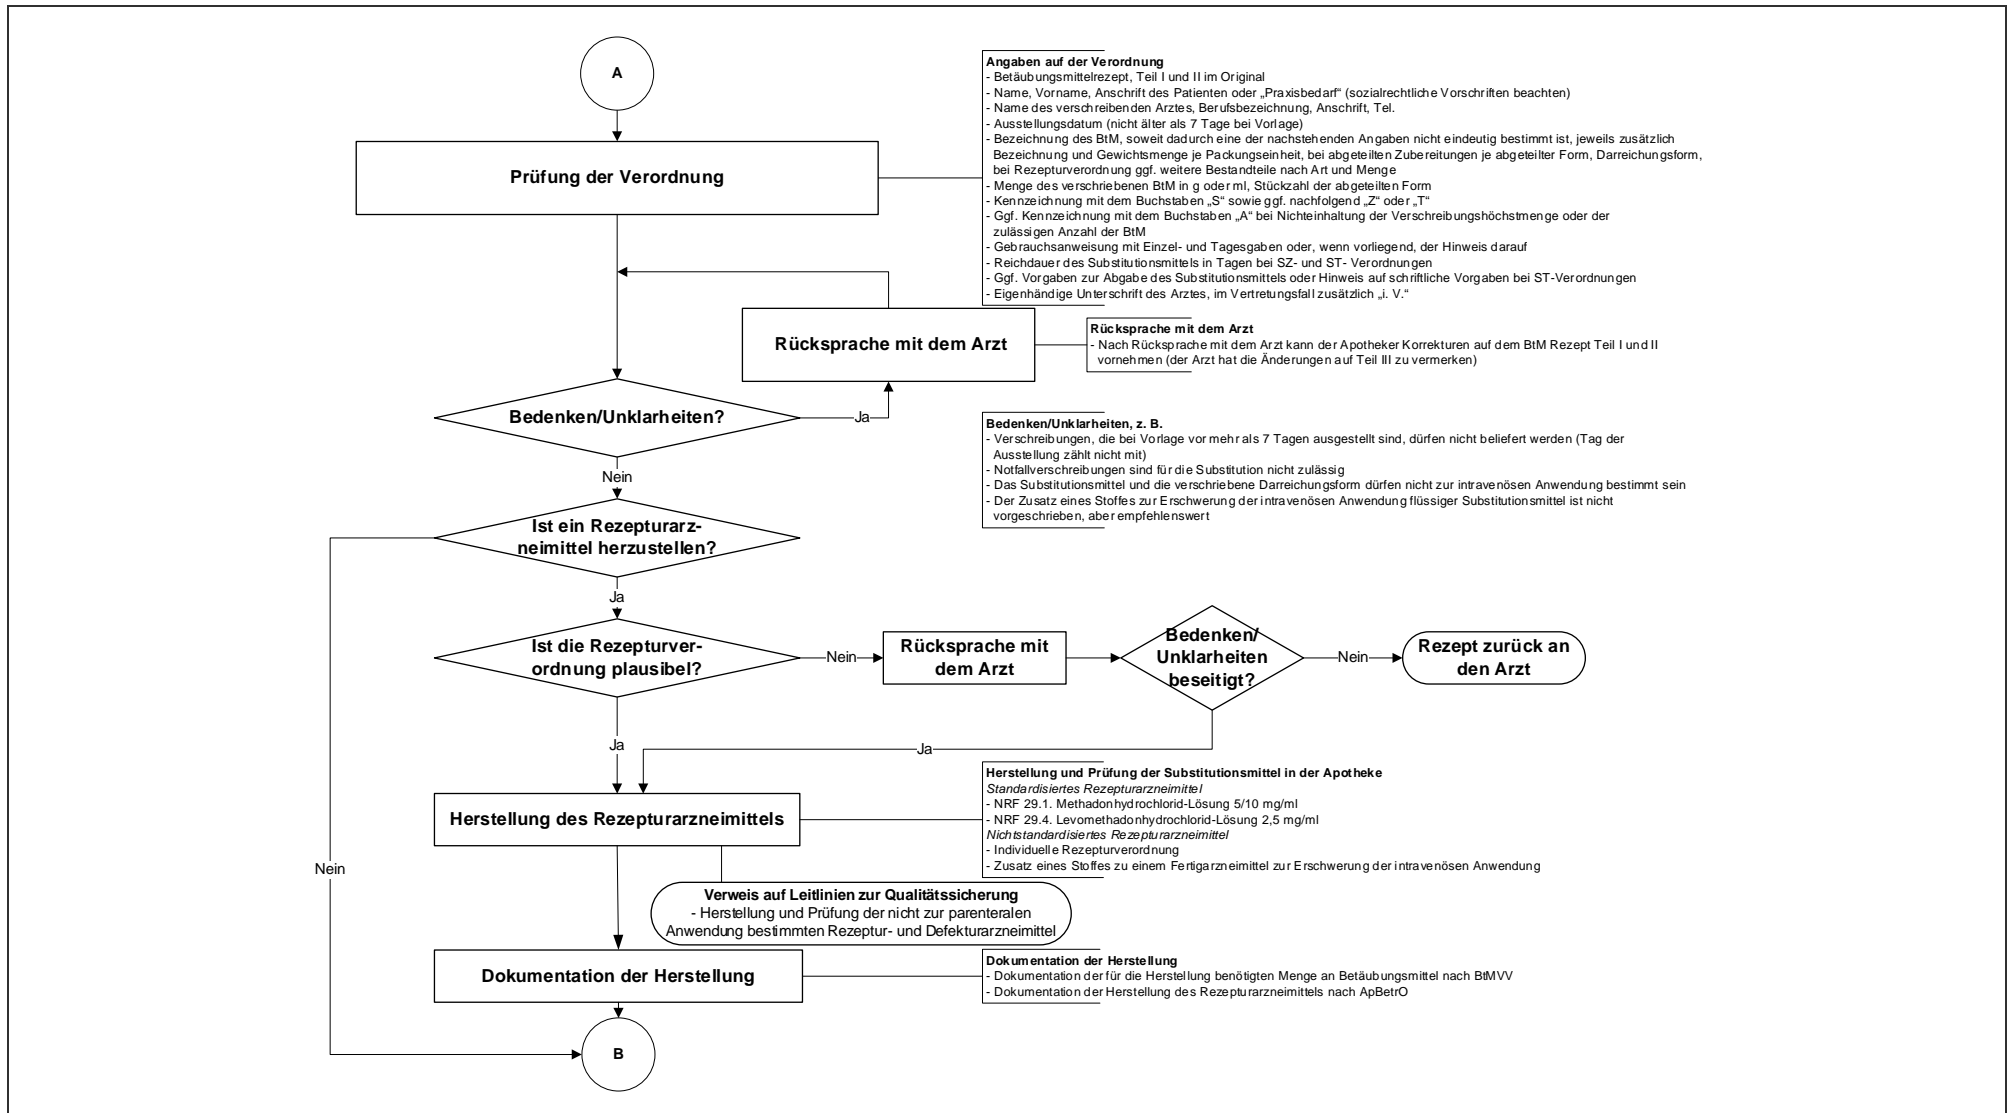 A
Angaben auf der Verordnung
- Betäubungsmittelrezept, Teil I und II im Original
- Name, Vorname, Anschrift des Patienten oder „Praxisbedarf“ (sozialrechtliche Vorschriften beachten)
- Name des verschreibenden Arztes, Berufsbezeichnung, Anschrift, Tel.
- Ausstellungsdatum (nicht älter als 7 Tage bei Vorlage)
- Bezeichnung des BtM, soweit dadurch eine der nachstehenden Angaben nicht eindeutig bestimmt ist, jeweils zusätzlich
Bezeichnung und Gewichtsmenge je Packungseinheit, bei abgeteilten Zubereitungen je abgeteilter Form, Darreichungsform,
bei Rezepturverordnung ggf. weitere Bestandteile nach Art und Menge
- Menge des verschriebenen BtM in g oder ml, Stückzahl der abgeteilten Form
- Kennzeichnung mit dem Buchstaben „S“ sowie ggf. nachfolgend „Z“ oder „T“
- Ggf. Kennzeichnung mit dem Buchstaben „A“ bei Nichteinhaltung der Verschreibungshöchstmenge oder der
zulässigen Anzahl der BtM
- Gebrauchsanweisung mit Einzel- und Tagesgaben oder, wenn vorliegend, der Hinweis darauf
- Reichdauer des Substitutionsmittels in Tagen bei SZ- und ST- Verordnungen
- Ggf. Vorgaben zur Abgabe des Substitutionsmittels oder Hinweis auf schriftliche Vorgaben bei ST-Verordnungen
- Eigenhändige Unterschrift des Arztes, im Vertretungsfall zusätzlich „i. V.“
Prüfung der Verordnung
Rücksprache mit dem Arzt
Rücksprache mit dem Arzt
- Nach Rücksprache mit dem Arzt kann der Apotheker Korrekturen auf dem BtM Rezept Teil I und II
vornehmen (der Arzt hat die Änderungen auf Teil III zu vermerken)
Bedenken/Unklarheiten?
Ja
Bedenken/Unklarheiten, z. B.
- Verschreibungen, die bei Vorlage vor mehr als 7 Tagen ausgestellt sind, dürfen nicht beliefert werden (Tag der
Ausstellung zählt nicht mit)
- Notfallverschreibungen sind für die Substitution nicht zulässig
- Das Substitutionsmittel und die verschriebene Darreichungsform dürfen nicht zur intravenösen Anwendung bestimmt sein
- Der Zusatz eines Stoffes zur Erschwerung der intravenösen Anwendung flüssiger Substitutionsmittel ist nicht
vorgeschrieben, aber empfehlenswert
Nein
Ist ein Rezepturarz-
neimittel herzustellen?
Ja
Ist die Rezepturver-
ordnung plausibel?
Nein
Rücksprache mit
dem Arzt
Bedenken/
Unklarheiten
beseitigt?
Nein
Rezept zurück an
den Arzt
Ja
Ja
Herstellung des Rezepturarzneimittels
Herstellung und Prüfung der Substitutionsmittel in der Apotheke
Standardisiertes Rezepturarzneimittel
- NRF 29.1. Methadonhydrochlorid-Lösung 5/10 mg/ml
- NRF 29.4. Levomethadonhydrochlorid-Lösung 2,5 mg/ml
Nichtstandardisiertes Rezepturarzneimittel
- Individuelle Rezepturverordnung
- Zusatz eines Stoffes zu einem Fertigarzneimittel zur Erschwerung der intravenösen Anwendung
Nein
Verweis auf Leitlinien zur Qualitätssicherung
- Herstellung und Prüfung der nicht zur parenteralen
Anwendung bestimmten Rezeptur- und Defekturarzneimittel
Dokumentation der Herstellung
Dokumentation der Herstellung
- Dokumentation der für die Herstellung benötigten Menge an Betäubungsmittel nach BtMVV
- Dokumentation der Herstellung des Rezepturarzneimittels nach ApBetrO
B